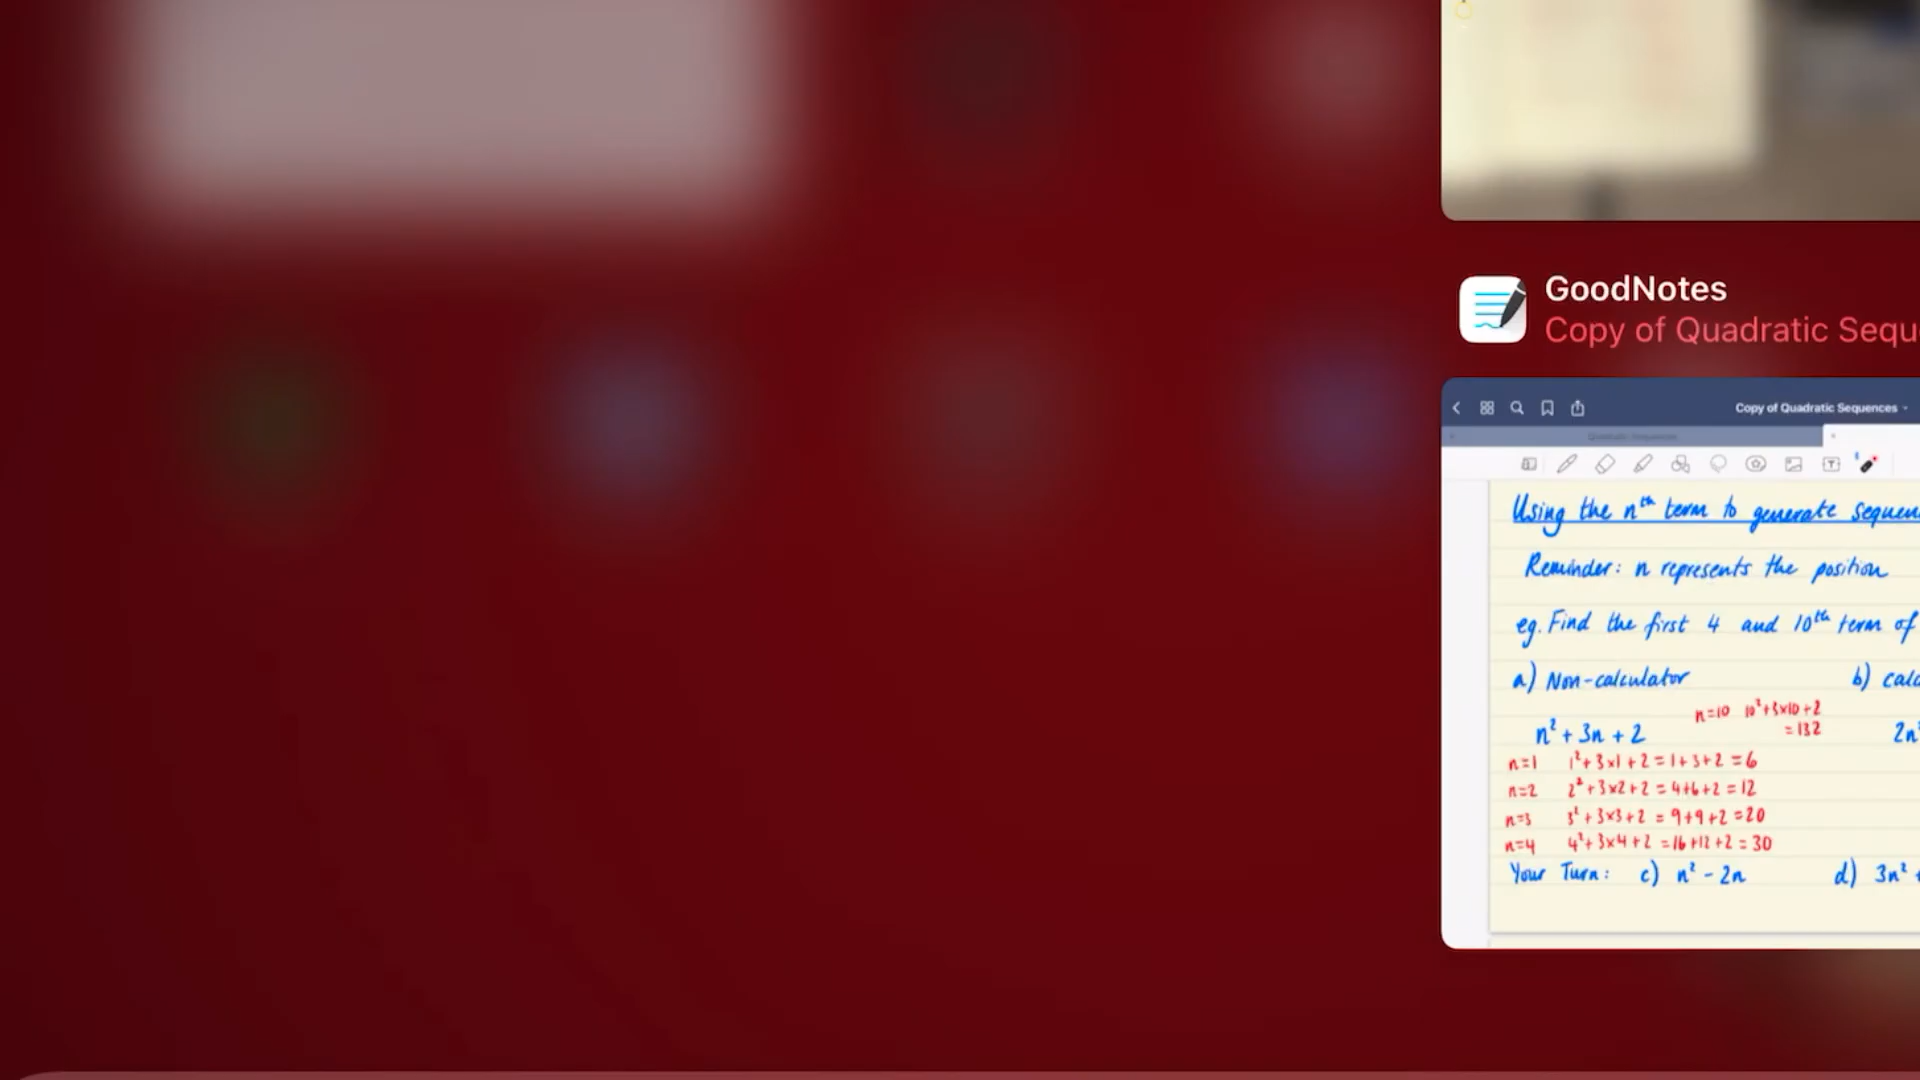 GoodNotes
Copy of Quadratic Sequ
Copy of Quadratic Sequences
Quadratic Sequences
Using the nᵗʰ term to generate sequen
Reminder: n represents the position
eg. Find the first 4 and 10ᵗʰ term of
a) Non-calculator
b) calc
n=10 10²+3×10+2
=132
n² + 3n + 2
2n²
n=1 1²+3×1+2=1+3+2=6
n=2 2²+3×2+2=4+6+2=12
n=3 3²+3×3+2=9+9+2=20
n=4 4²+3×4+2=16+12+2=30
Your Turn: c) n² - 2n
d) 3n² +